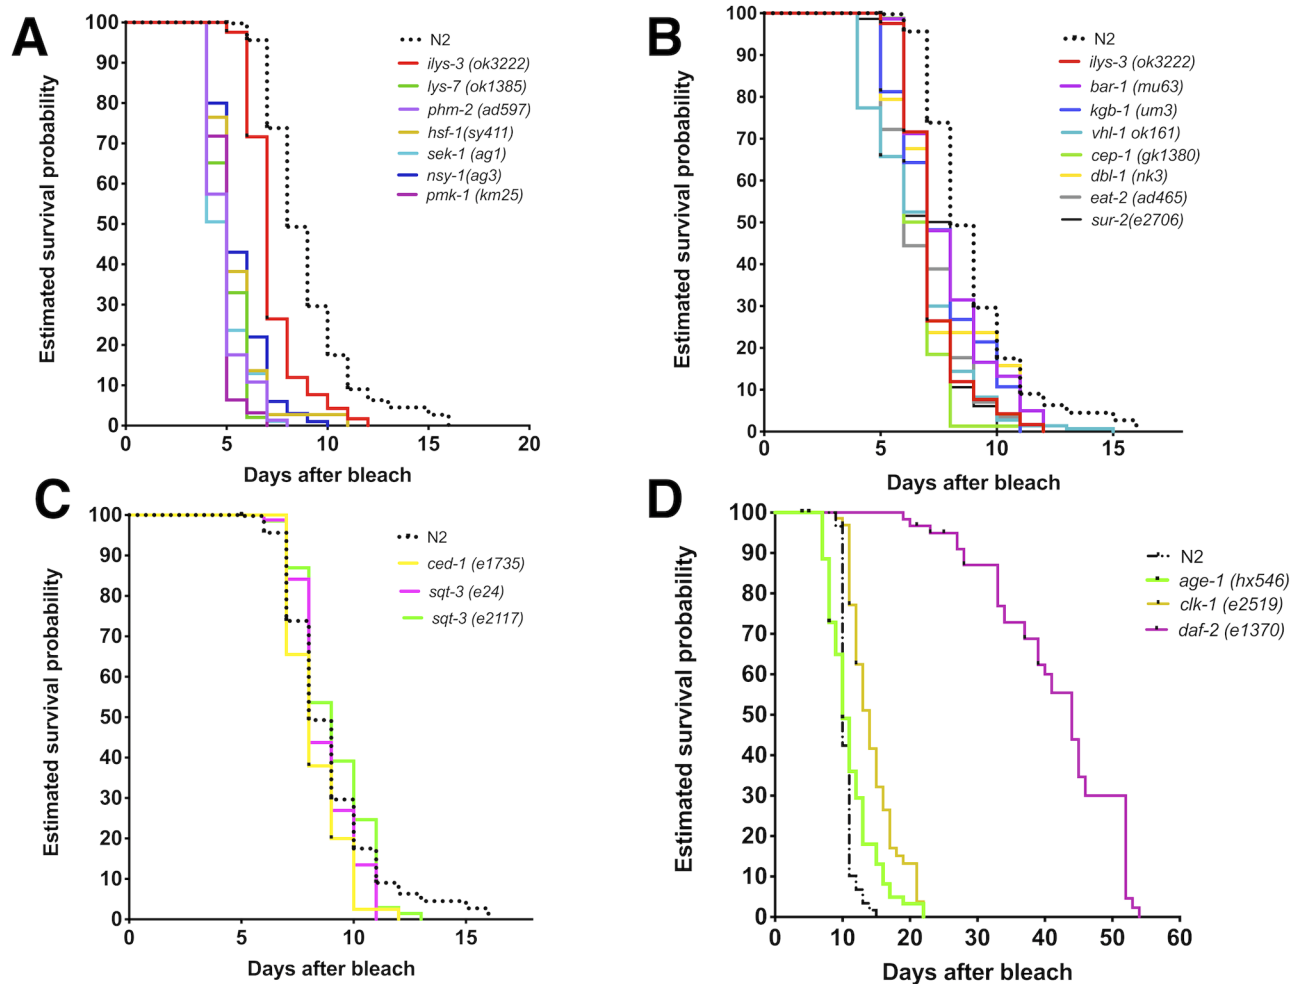 A
Estimated survival probability
100
90
80
70
60
50
40
30
20
10
0
0 5 10 15 20
Days after bleach
N2
ilys-3 (ok3222)
lys-7 (ok1385)
phm-2 (ad597)
hsf-1(sy411)
sek-1 (ag1)
nsy-1(ag3)
pmk-1 (km25)
B
Estimated survival probability
100
90
80
70
60
50
40
30
20
10
0
0 5 10 15
Days after bleach
N2
ilys-3 (ok3222)
bar-1 (mu63)
kgb-1 (um3)
vhl-1 ok161)
cep-1 (gk1380)
dbl-1 (nk3)
eat-2 (ad465)
sur-2(e2706)
C
Estimated survival probability
100
90
80
70
60
50
40
30
20
10
0
0 5 10 15
Days after bleach
N2
ced-1 (e1735)
sqt-3 (e24)
sqt-3 (e2117)
D
Estimated survival probability
100
90
80
70
60
50
40
30
20
10
0
0 10 20 30 40 50 60
Days after bleach
N2
age-1 (hx546)
clk-1 (e2519)
daf-2 (e1370)